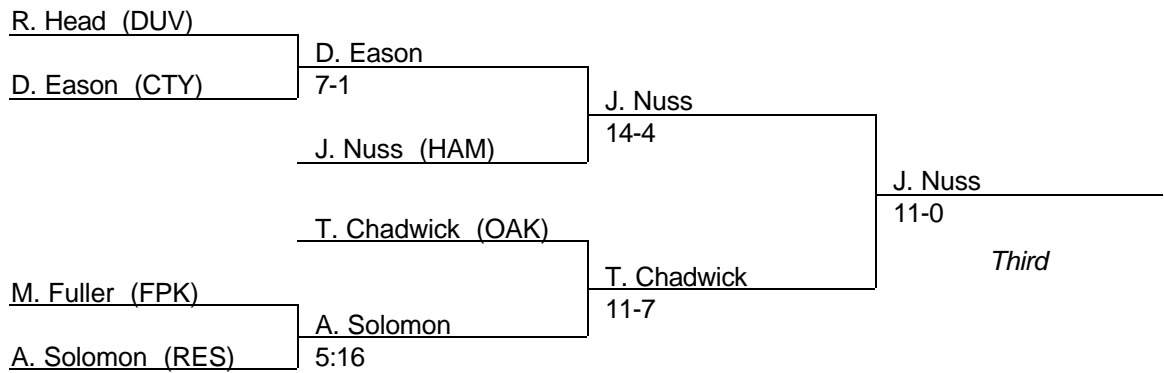 R. Head (DUV)
D. Eason
D. Eason (CTY)
7-1
J. Nuss
14-4
J. Nuss (HAM)
J. Nuss
11-0
T. Chadwick (OAK)
Third
T. Chadwick
M. Fuller (FPK)
11-7
A. Solomon
A. Solomon (RES)
5:16